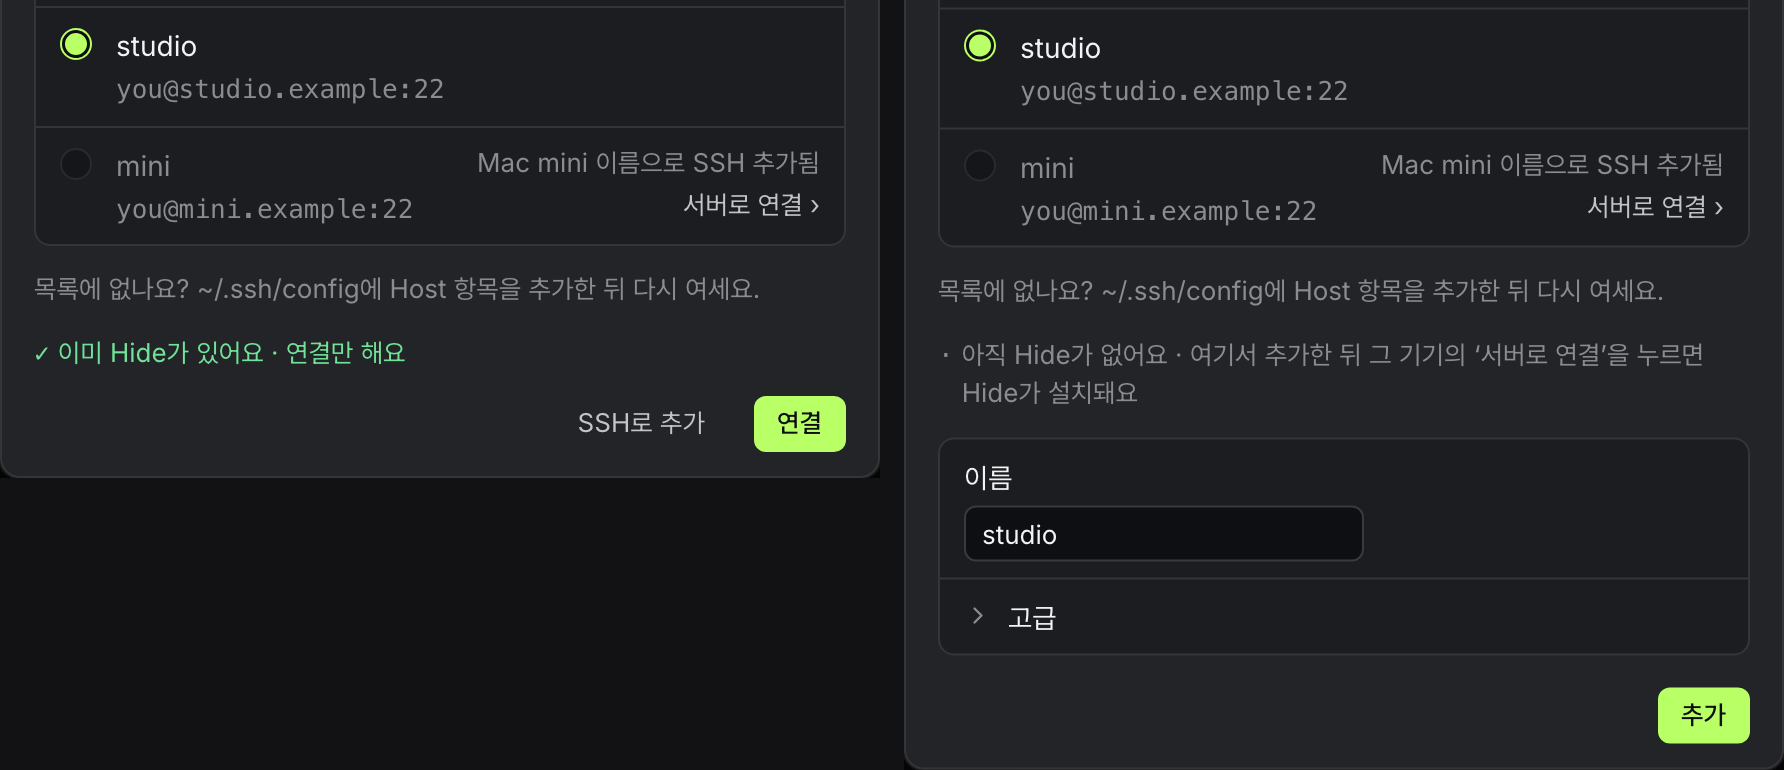 studio
you@studio.example:22
mini
Mac mini 이름으로 SSH 추가됨
you@mini.example:22
서버로 연결 ›
목록에 없나요? ~/.ssh/config에 Host 항목을 추가한 뒤 다시 여세요.
✓ 이미 Hide가 있어요 · 연결만 해요
SSH로 추가
연결
studio
you@studio.example:22
mini
Mac mini 이름으로 SSH 추가됨
you@mini.example:22
서버로 연결 ›
목록에 없나요? ~/.ssh/config에 Host 항목을 추가한 뒤 다시 여세요.
· 아직 Hide가 없어요 · 여기서 추가한 뒤 그 기기의 ‘서버로 연결’을 누르면
Hide가 설치돼요
이름
studio
고급
추가